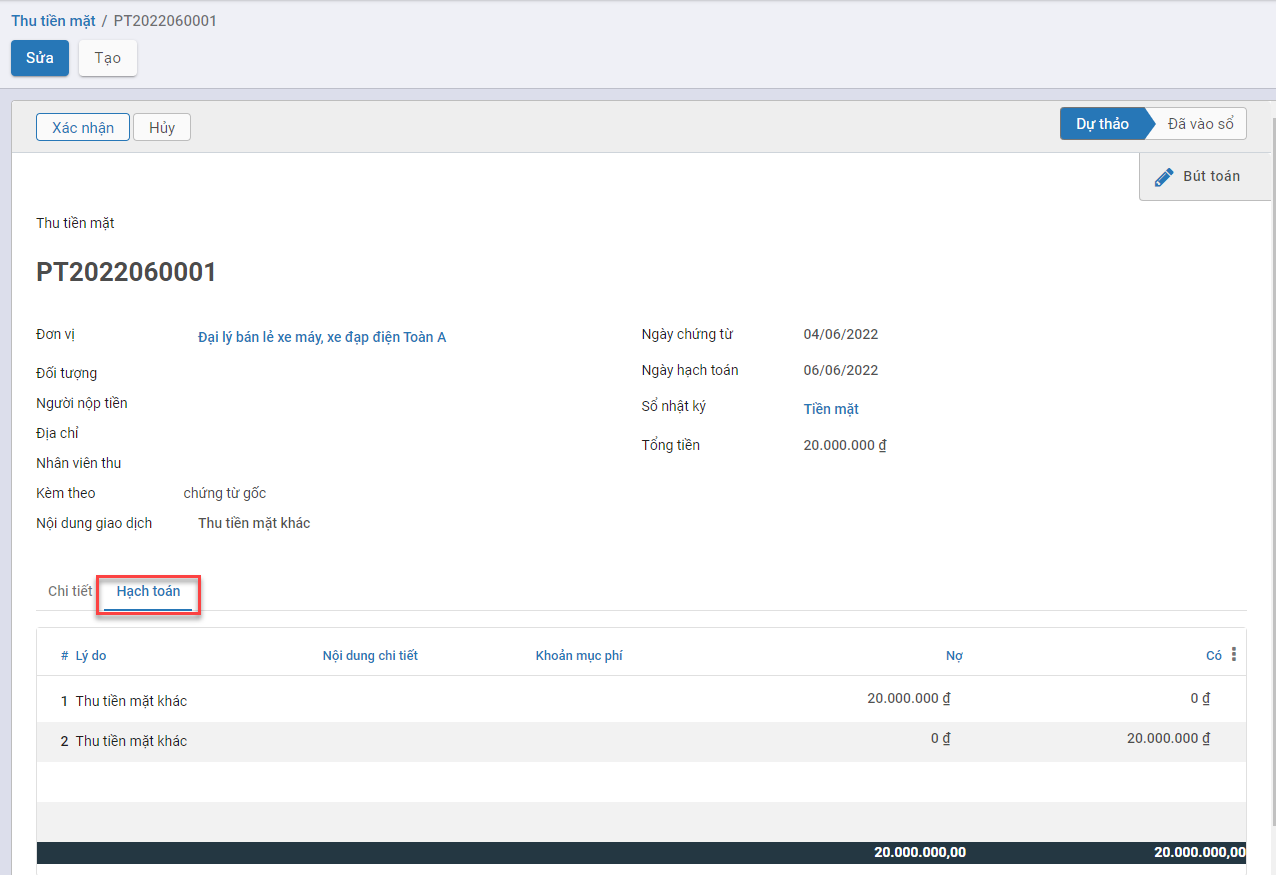 Thu tiền mặt / PT2022060001
Sửa Tạo
Xác nhận Hủy Dự thảo Đã vào sổ
Bút toán
Thu tiền mặt
PT2022060001
Đơn vị Đại lý bán lẻ xe máy, xe đạp điện Toàn A
Đối tượng
Người nộp tiền
Địa chỉ
Nhân viên thu
Kèm theo chứng từ gốc
Nội dung giao dịch Thu tiền mặt khác
Ngày chứng từ 04/06/2022
Ngày hạch toán 06/06/2022
Sổ nhật ký Tiền mặt
Tổng tiền 20.000.000 ₫
Chi tiết Hạch toán
# Lý do Nội dung chi tiết Khoản mục phí Nợ Có
1 Thu tiền mặt khác 20.000.000 ₫ 0 ₫
2 Thu tiền mặt khác 0 ₫ 20.000.000 ₫
20.000.000,00 20.000.000,00